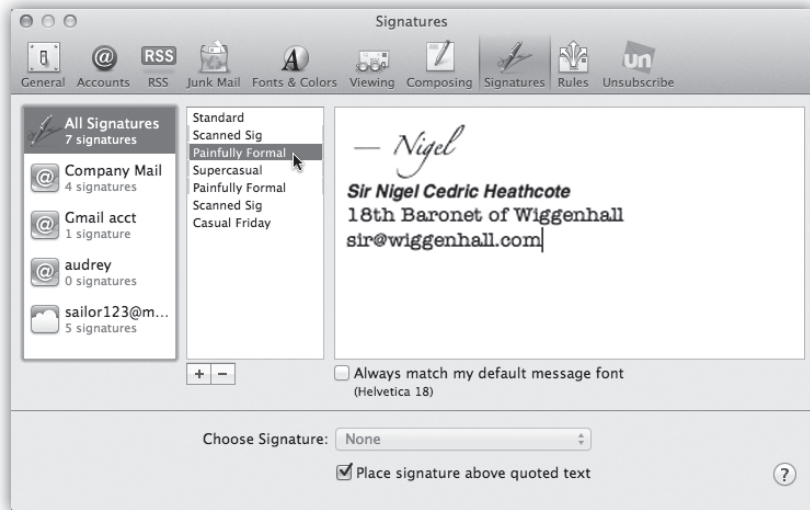 Signatures
RSS
un
General Accounts RSS Junk Mail Fonts & Colors Viewing Composing Signatures Rules Unsubscribe
All Signatures
7 signatures
Company Mail
4 signatures
Gmail acct
1 signature
audrey
0 signatures
sailor123@m...
5 signatures
Standard
Scanned Sig
Painfully Formal
Supercasual
Painfully Formal
Scanned Sig
Casual Friday
+ −
— Nigel
Sir Nigel Cedric Heathcote
18th Baronet of Wiggenhall
sir@wiggenhall.com
Always match my default message font
(Helvetica 18)
Choose Signature: None
Place signature above quoted text
?